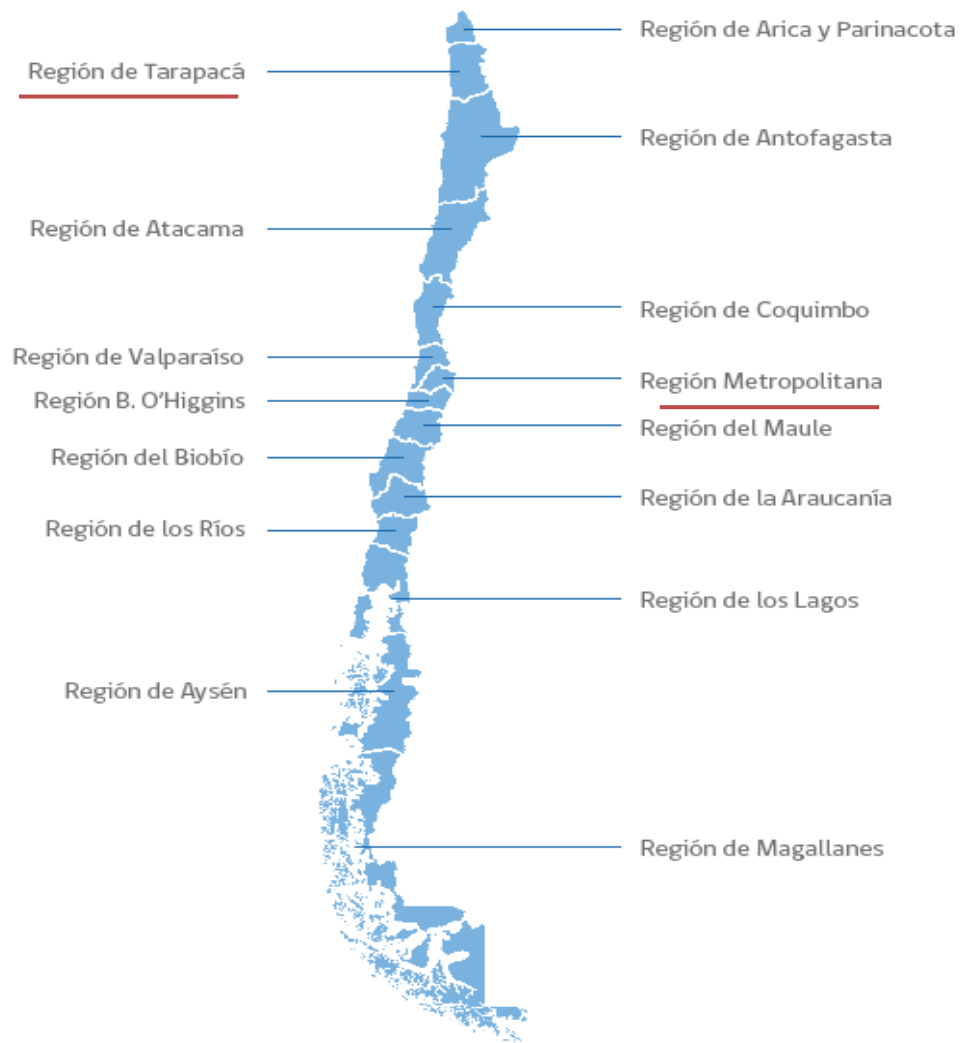 Región de Arica y Parinacota
Región de Tarapacá
Región de Antofagasta
Región de Atacama
Región de Coquimbo
Región de Valparaíso
Región Metropolitana
Región B. O’Higgins
Región del Maule
Región del Biobío
Región de la Araucanía
Región de los Ríos
Región de los Lagos
Región de Aysén
Región de Magallanes